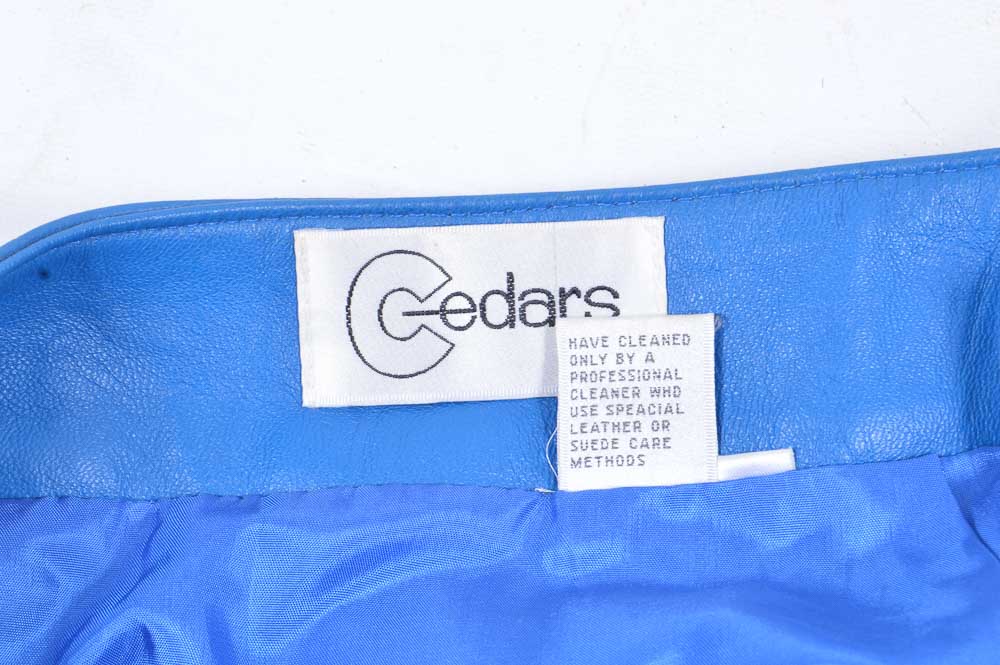 Cedars
HAVE CLEANED
ONLY BY A
PROFESSIONAL
CLEANER WHO
USE SPEACIAL
LEATHER OR
SUEDE CARE
METHODS